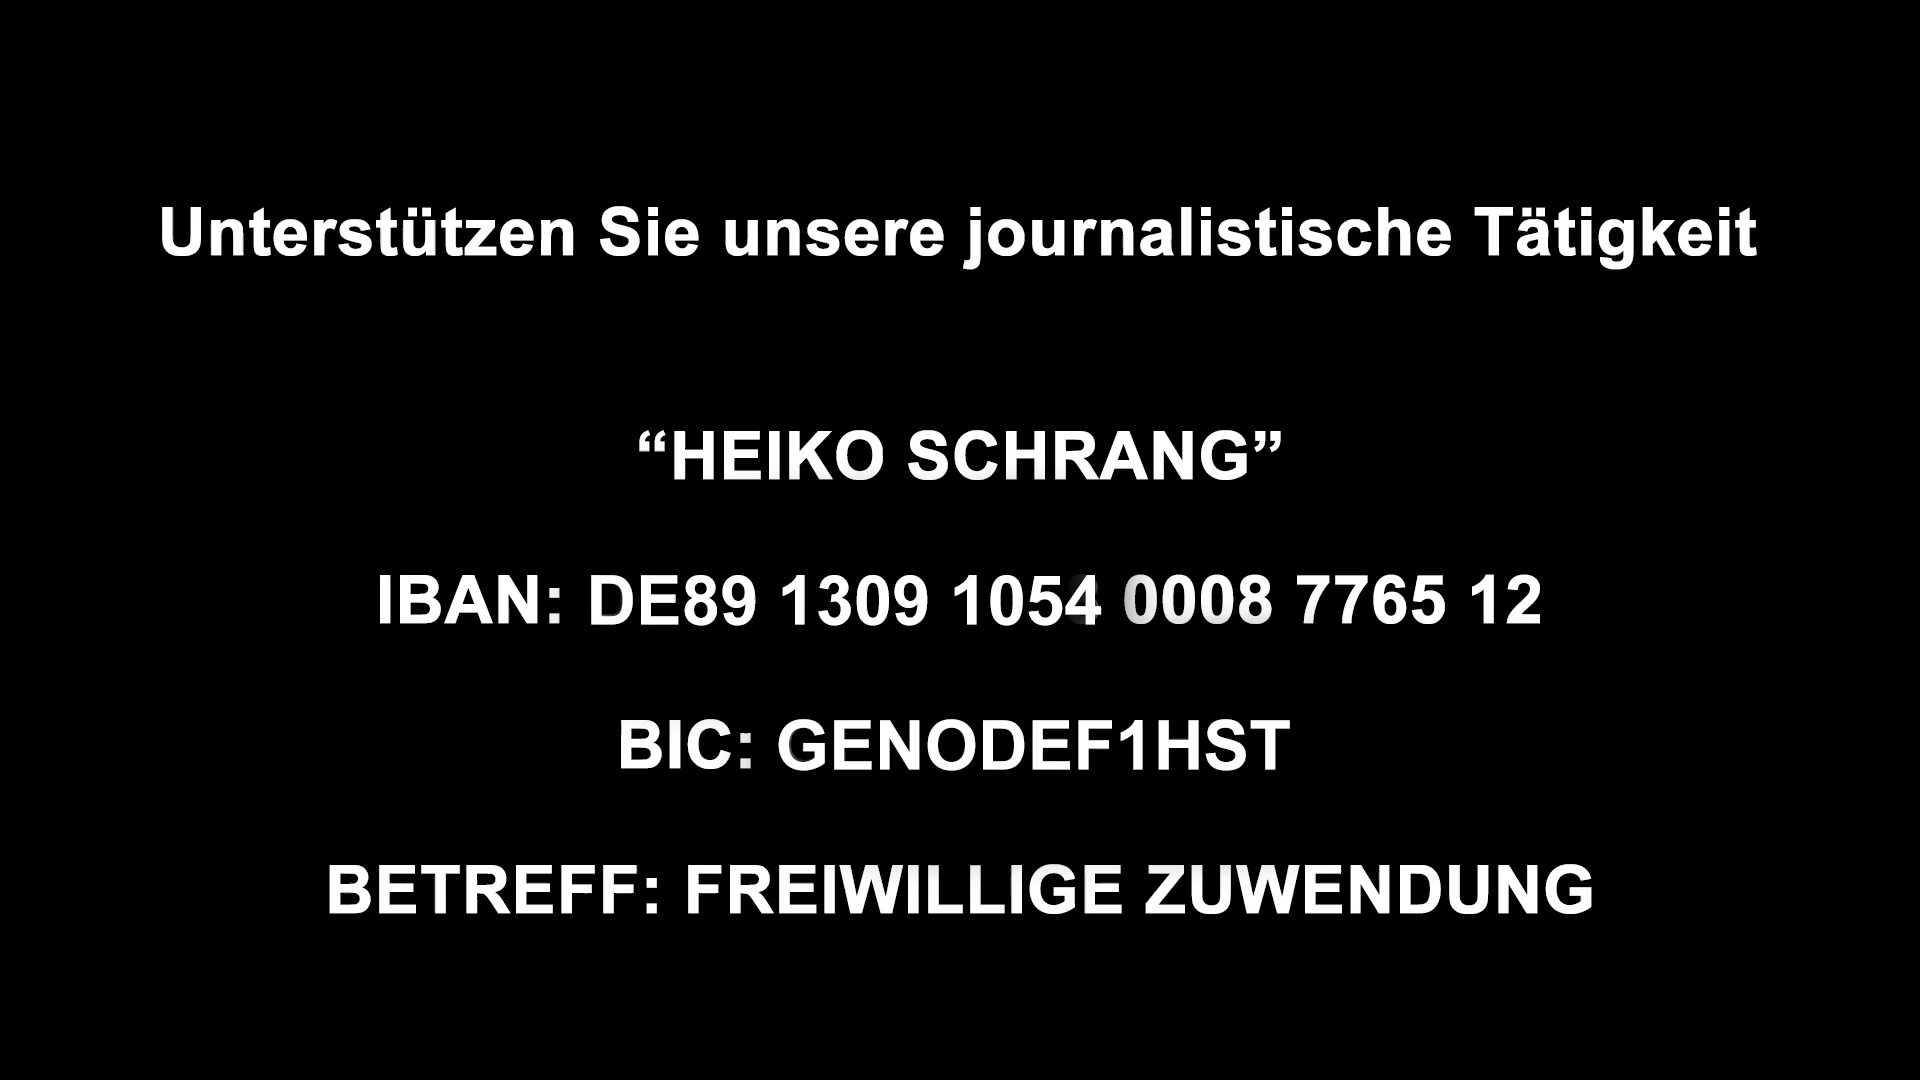 Unterstützen Sie unsere journalistische Tätigkeit
“HEIKO SCHRANG”
IBAN: DE89 1309 1054 0008 7765 12
BIC: GENODEF1HST
BETREFF: FREIWILLIGE ZUWENDUNG